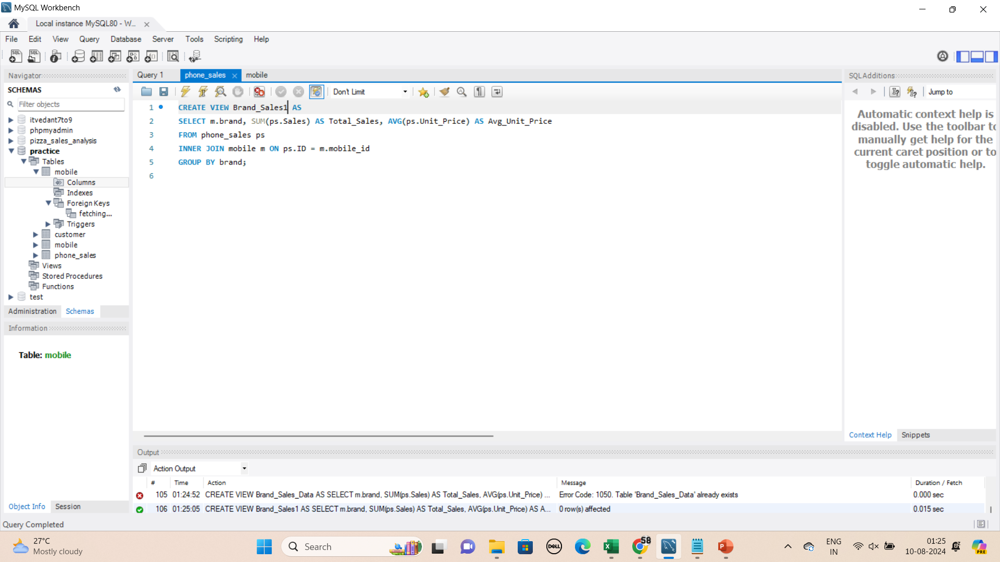 MySQL Workbench
Local instance MySQL80 - W...
File Edit View Query Database Server Tools Scripting Help
Navigator
SCHEMAS
Filter objects
itvedant7to9
phpmyadmin
pizza_sales_analysis
practice
Tables
mobile
Columns
Indexes
Foreign Keys
fetching...
Triggers
customer
mobile
phone_sales
Views
Stored Procedures
Functions
test
Administration Schemas
Information
Table: mobile
Object Info Session
Query 1 phone_sales mobile
Don't Limit
1 CREATE VIEW Brand_Sales1 AS
2 SELECT m.brand, SUM(ps.Sales) AS Total_Sales, AVG(ps.Unit_Price) AS Avg_Unit_Price
3 FROM phone_sales ps
4 INNER JOIN mobile m ON ps.ID = m.mobile_id
5 GROUP BY brand;
6
SQLAdditions
Jump to
Automatic context help is
disabled. Use the toolbar to
manually get help for the
current caret position or to
toggle automatic help.
Context Help Snippets
Output
Action Output
# Time Action Message Duration / Fetch
105 01:24:52 CREATE VIEW Brand_Sales_Data AS SELECT m.brand, SUM(ps.Sales) AS Total_Sales, AVG(ps.Unit_Price) ... Error Code: 1050. Table 'Brand_Sales_Data' already exists 0.000 sec
106 01:25:05 CREATE VIEW Brand_Sales1 AS SELECT m.brand, SUM(ps.Sales) AS Total_Sales, AVG(ps.Unit_Price) AS A... 0 row(s) affected 0.015 sec
Query Completed
27°C
Mostly cloudy
Search
DELL
58
ENG
IN
01:25
10-08-2024
PRE